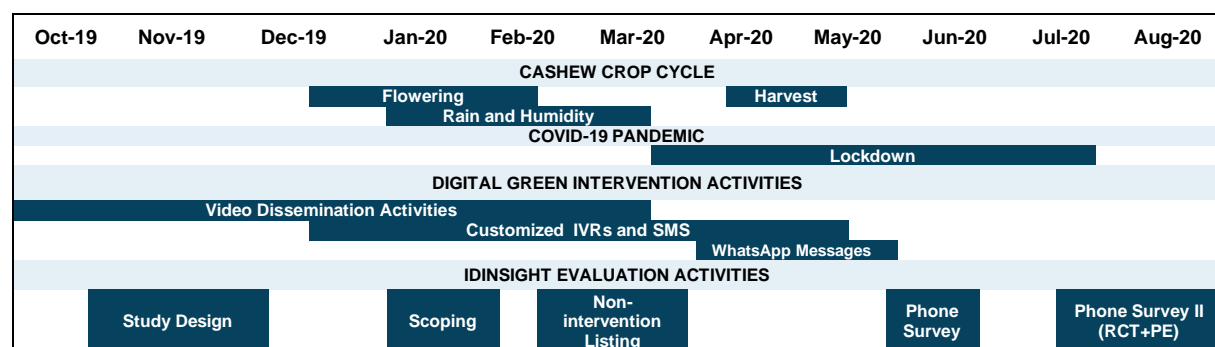 Oct-19 Nov-19 Dec-19 Jan-20 Feb-20 Mar-20 Apr-20 May-20 Jun-20 Jul-20 Aug-20
CASHEW CROP CYCLE
Flowering Harvest
Rain and Humidity
COVID-19 PANDEMIC
Lockdown
DIGITAL GREEN INTERVENTION ACTIVITIES
Video Dissemination Activities
Customized IVRs and SMS
WhatsApp Messages
IDINSIGHT EVALUATION ACTIVITIES
Study Design
Scoping
Non-
intervention
Listing
Phone
Survey
Phone Survey II
(RCT+PE)